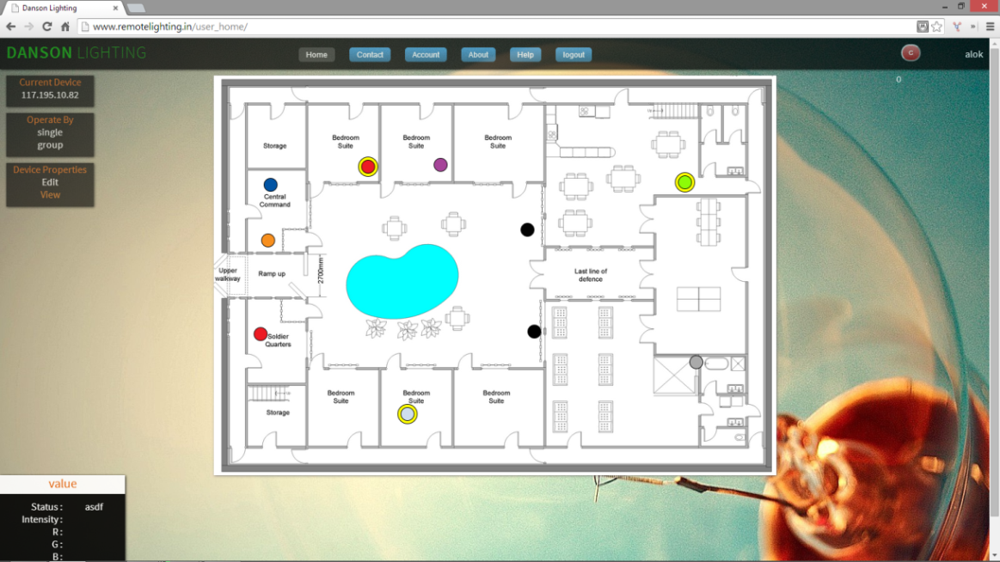 Danson Lighting
www.remotelighting.in/user_home/
DANSON LIGHTING
Home
Contact
Account
About
Help
logout
C
alok
0
Current Device
117.195.10.82
Operate By
single
group
Device Properties
Edit
View
Storage
Bedroom
Suite
Bedroom
Suite
Bedroom
Suite
Central
Command
Upper
walkway
Ramp up
2700mm
Last line of
defence
Soldier
Quarters
Storage
Bedroom
Suite
Bedroom
Suite
Bedroom
Suite
value
Status : asdf
Intensity :
R :
G :
B :